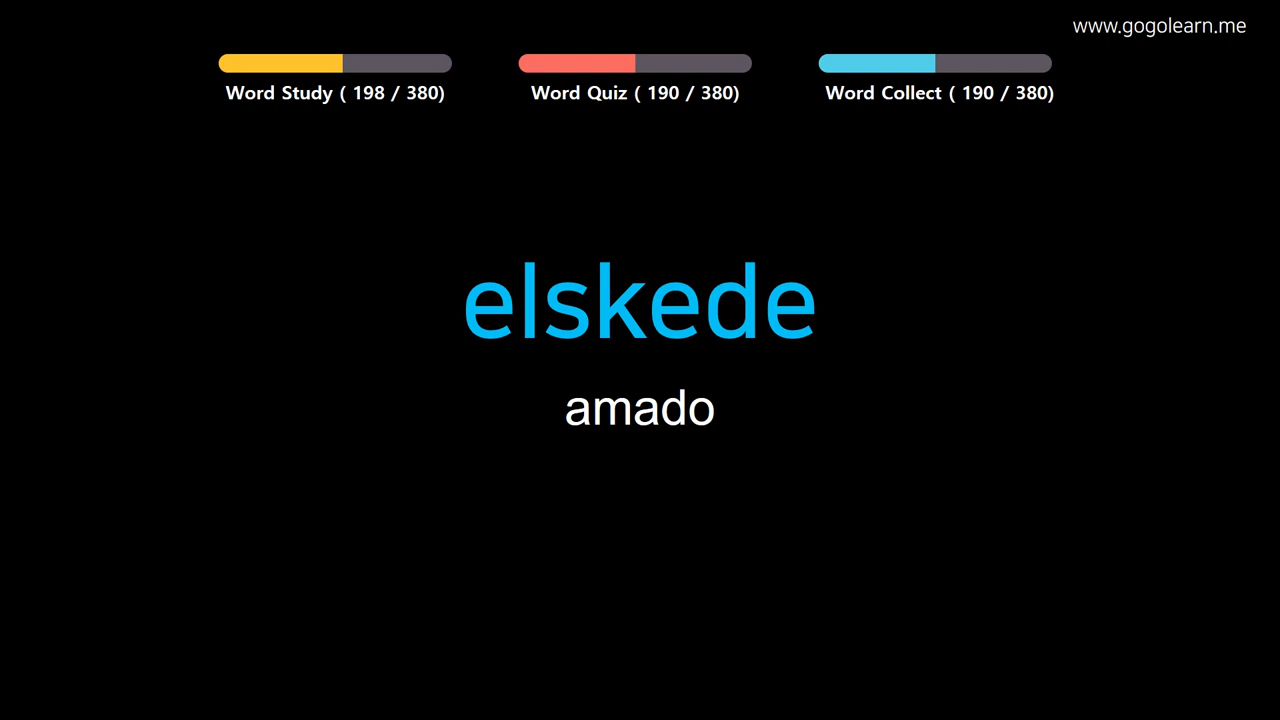 www.gogolearn.me
Word Study ( 198 / 380)
Word Quiz ( 190 / 380)
Word Collect ( 190 / 380)
elskede
amado